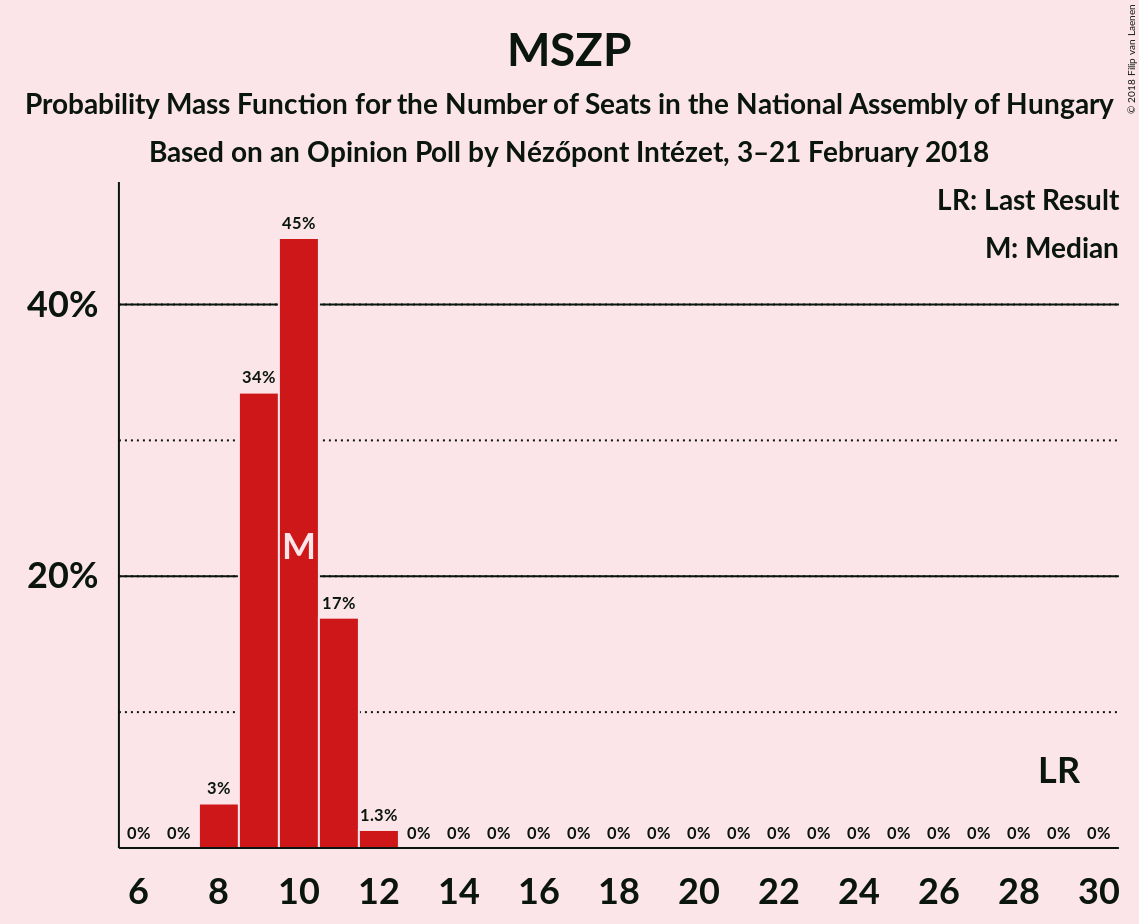 MSZP
Probability Mass Function for the Number of Seats in the National Assembly of Hungary
Based on an Opinion Poll by Nézőpont Intézet, 3–21 February 2018
© 2018 Filip van Laenen
LR: Last Result
M: Median
45%
40%
34%
M
20%
17%
LR
3%
1.3%
0% 0% 0% 0% 0% 0% 0% 0% 0% 0% 0% 0% 0% 0% 0% 0% 0% 0% 0% 0%
6 8 10 12 14 16 18 20 22 24 26 28 30